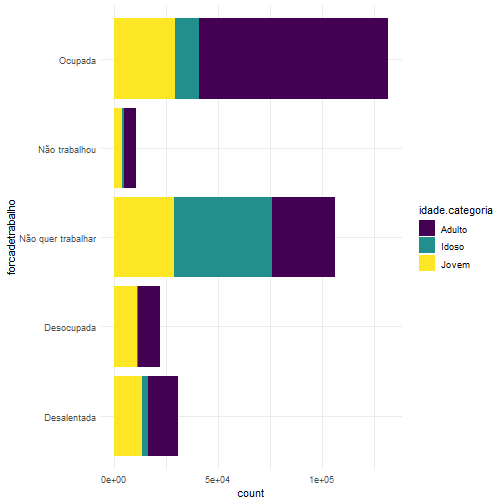 Ocupada
Não trabalhou
Não quer trabalhar
Desocupada
Desalentada
forcadetrabalho
0e+00 5e+04 1e+05
count
idade.categoria
Adulto
Idoso
Jovem